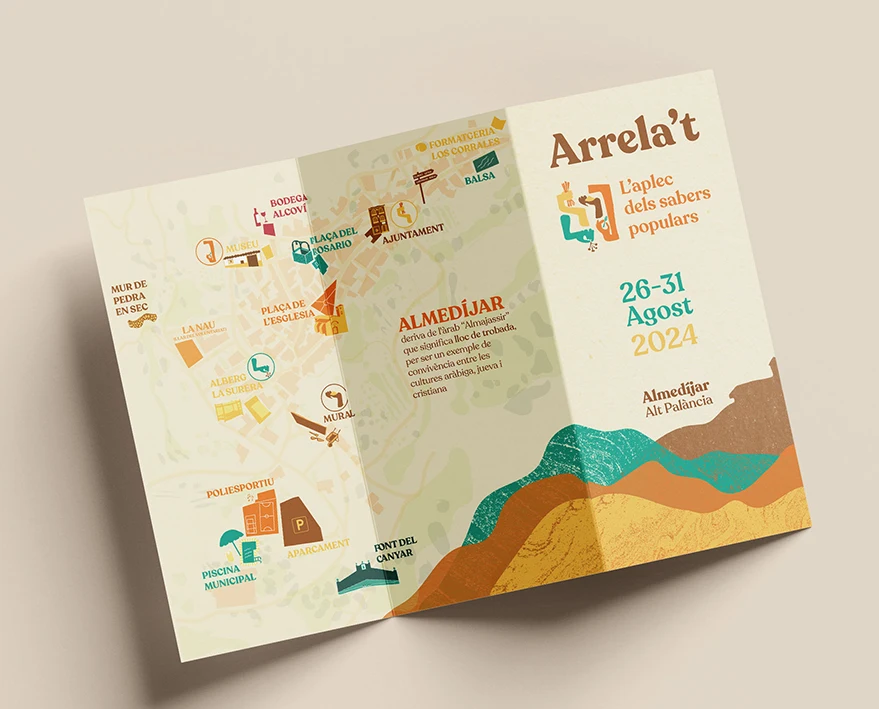 Arrela't
L'aplec
dels sabers
populars
26-31
Agost
2024
Almedíjar
Alt Palància
FORMATGERIA
LOS CORRALES
BALSA
AJUNTAMENT
ALMEDÍJAR
deriva de l'àrab "Almajassir"
que significa lloc de trobada,
per ser un exemple de
convivència entre les
cultures aràbiga, jueva i
cristiana
BODEGA
ALCOVÍ
MUSEU
PLAÇA DEL
ROSARIO
MUR DE
PEDRA
EN SEC
PLAÇA DE
L'ESGLESIA
LA NAU
ALBERG
LA SURERA
MURAL
POLIESPORTIU
P
APARCAMENT
PISCINA
MUNICIPAL
FONT DEL
CANYAR